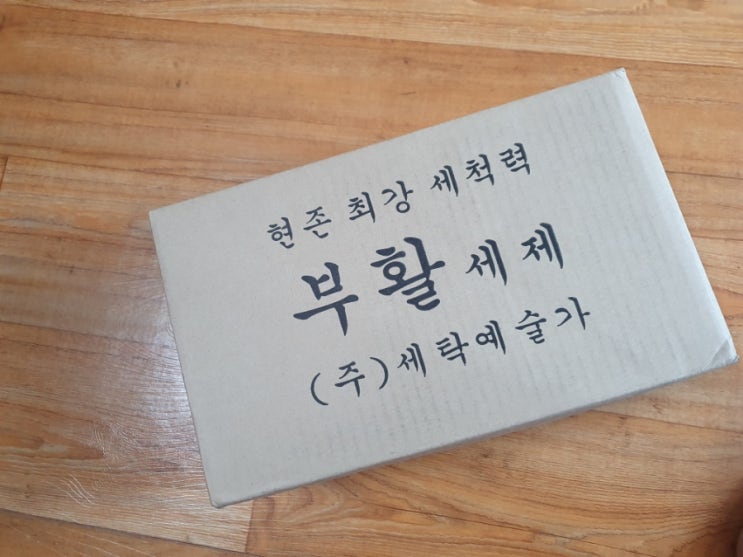 현존 최강 세척력
부활 세제
(주)세탁예술가